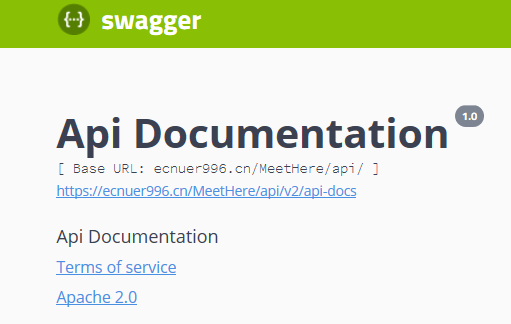 {··} swagger
Api Documentation 1.0
[ Base URL: ecnuer996.cn/MeetHere/api/ ]
https://ecnuer996.cn/MeetHere/api/v2/api-docs
Api Documentation
Terms of service
Apache 2.0